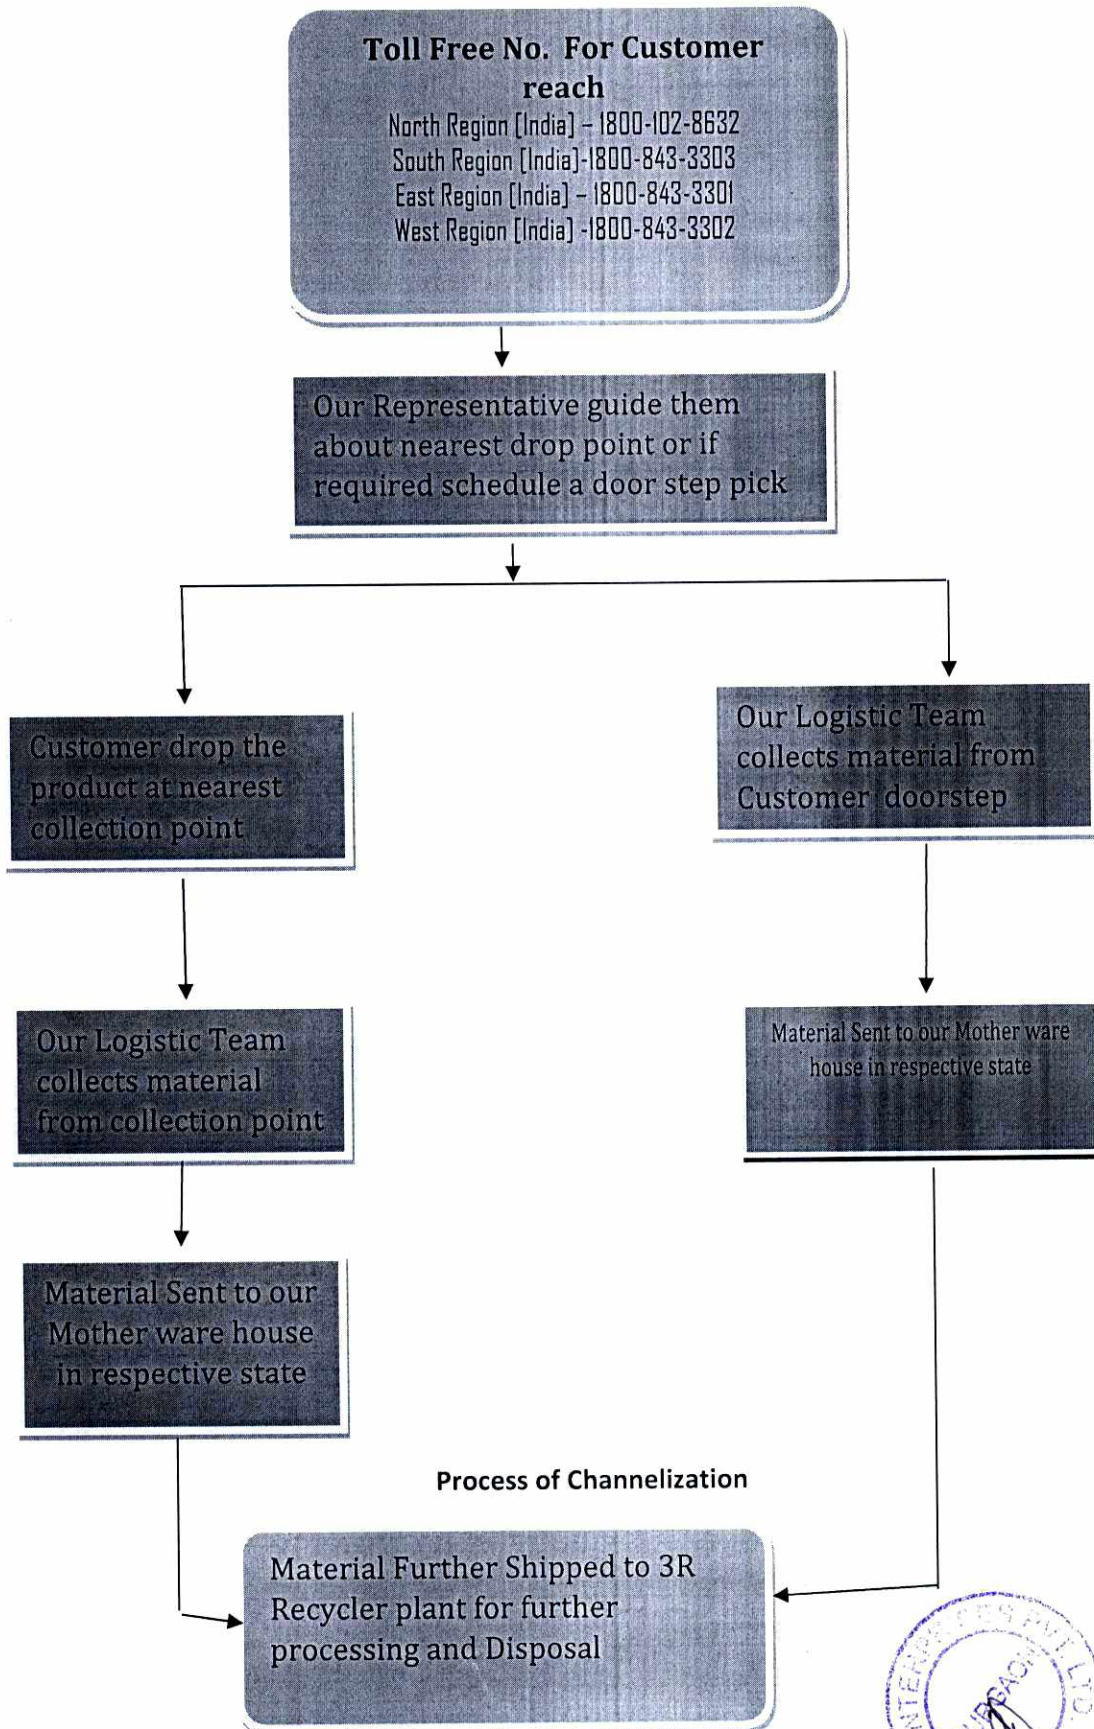 Toll Free No. For Customer
reach
North Region [India] – 1800-102-8632
South Region [India]-1800-843-3303
East Region [India] – 1800-843-3301
West Region [India] -1800-843-3302
Our Representative guide them
about nearest drop point or if
required schedule a door step pick
Customer drop the
product at nearest
collection point
Our Logistic Team
collects material from
Customer doorstep
Our Logistic Team
collects material
from collection point
Material Sent to our Mother ware
house in respective state
Material Sent to our
Mother ware house
in respective state
Process of Channelization
Material Further Shipped to 3R
Recycler plant for further
processing and Disposal
PVT. LTD.